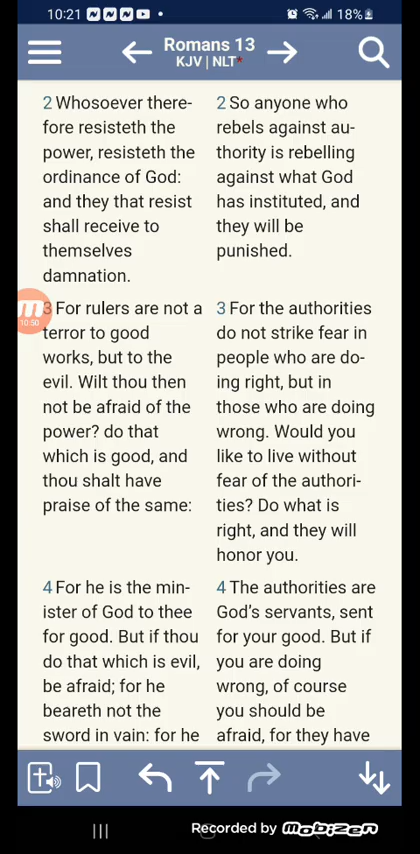 10:21 18%
Romans 13
KJV | NLT*
2 Whosoever there-
fore resisteth the
power, resisteth the
ordinance of God:
and they that resist
shall receive to
themselves
damnation.
2 So anyone who
rebels against au-
thority is rebelling
against what God
has instituted, and
they will be
punished.
3 For rulers are not a
terror to good
works, but to the
evil. Wilt thou then
not be afraid of the
power? do that
which is good, and
thou shalt have
praise of the same:
3 For the authorities
do not strike fear in
people who are do-
ing right, but in
those who are doing
wrong. Would you
like to live without
fear of the authori-
ties? Do what is
right, and they will
honor you.
4 For he is the min-
ister of God to thee
for good. But if thou
do that which is evil,
be afraid; for he
beareth not the
sword in vain: for he
4 The authorities are
God's servants, sent
for your good. But if
you are doing
wrong, of course
you should be
afraid, for they have
m
10:50
Recorded by mobizen